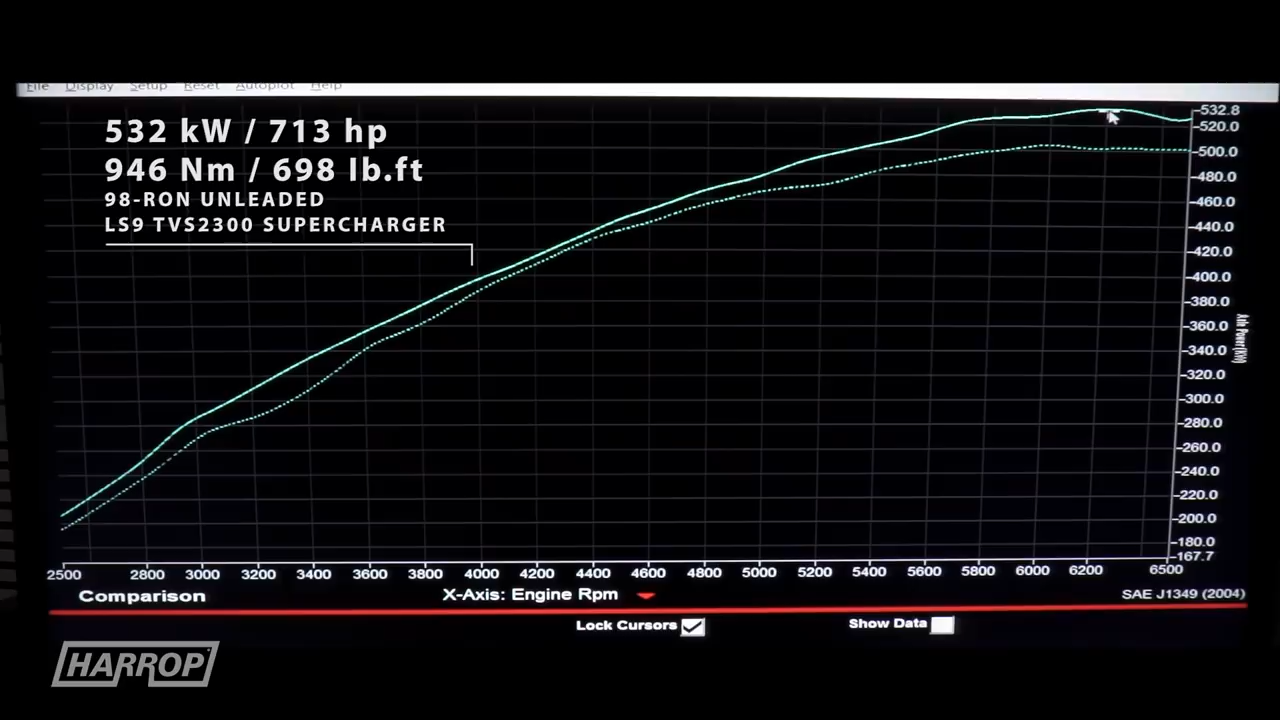 File Display Setup Reset Autopilot Help
532 kW / 713 hp
946 Nm / 698 lb.ft
98-RON UNLEADED
LS9 TVS2300 SUPERCHARGER
532.8
520.0
500.0
480.0
460.0
440.0
420.0
400.0
380.0
360.0
340.0
320.0
300.0
280.0
260.0
240.0
220.0
200.0
180.0
167.7
Axle Power(kW)
2500 2800 3000 3200 3400 3600 3800 4000 4200 4400 4600 4800 5000 5200 5400 5600 5800 6000 6200 6500
Comparison X-Axis: Engine Rpm SAE J1349 (2004)
Lock Cursors Show Data
HARROP